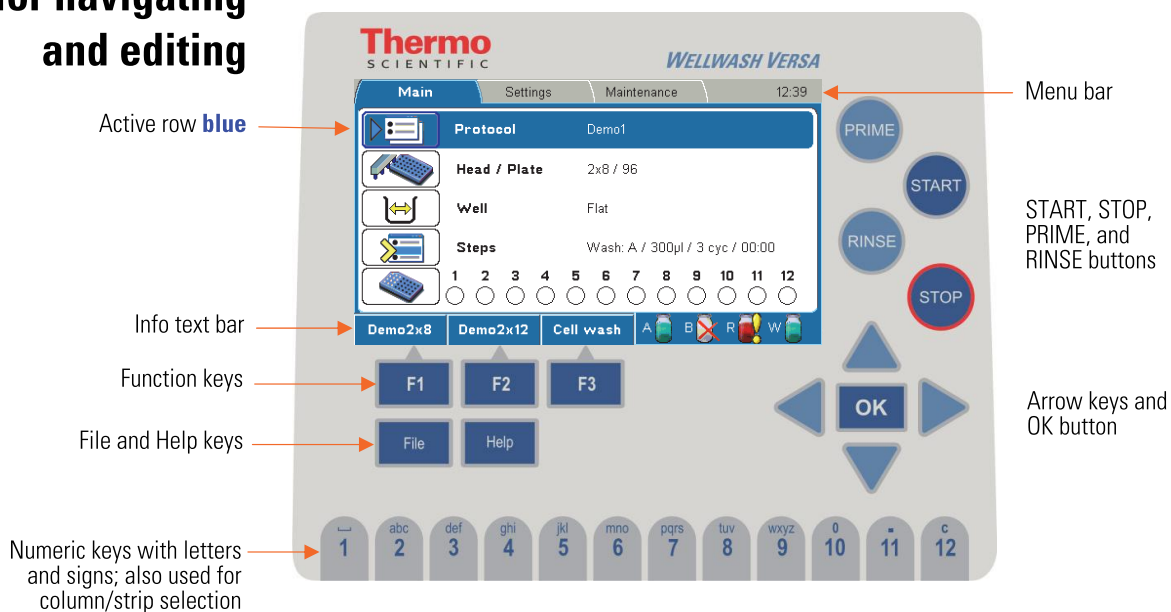 for navigating
and editing
Thermo
SCIENTIFIC
WELLWASH VERSA
Main Settings Maintenance 12:39
Menu bar
Active row blue
Protocol Demo1
PRIME
Head / Plate 2x8 / 96
START
Well Flat
START, STOP,
PRIME, and
RINSE buttons
RINSE
Steps Wash: A / 300µl / 3 cyc / 00:00
1 2 3 4 5 6 7 8 9 10 11 12
STOP
Info text bar
Demo2x8 Demo2x12 Cell wash A B R W
Function keys
F1 F2 F3
OK
Arrow keys and
OK button
File and Help keys
File Help
abc def ghi jkl mno pqrs tuv wxyz 0 - c
1 2 3 4 5 6 7 8 9 10 11 12
Numeric keys with letters
and signs; also used for
column/strip selection